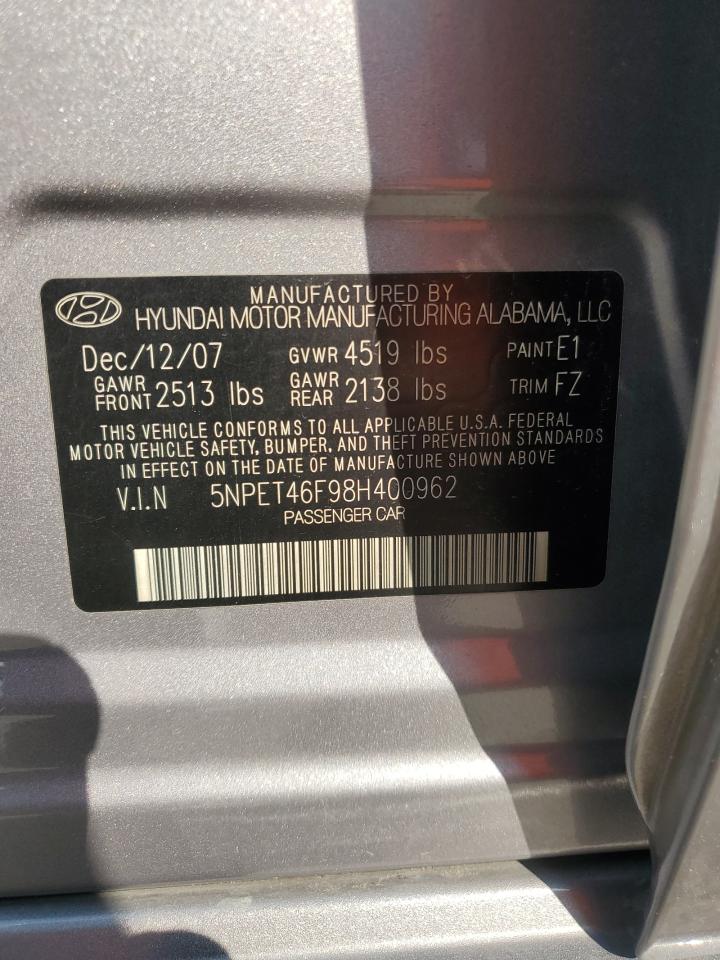 MANUFACTURED BY
HYUNDAI MOTOR MANUFACTURING ALABAMA, LLC
Dec/12/07 GVWR 4519 lbs PAINT E1
GAWR FRONT 2513 lbs GAWR REAR 2138 lbs TRIM FZ
THIS VEHICLE CONFORMS TO ALL APPLICABLE U.S.A. FEDERAL
MOTOR VEHICLE SAFETY, BUMPER, AND THEFT PREVENTION STANDARDS
IN EFFECT ON THE DATE OF MANUFACTURING SHOWN ABOVE
V.I.N 5NPET46F98H400962
PASSENGER CAR